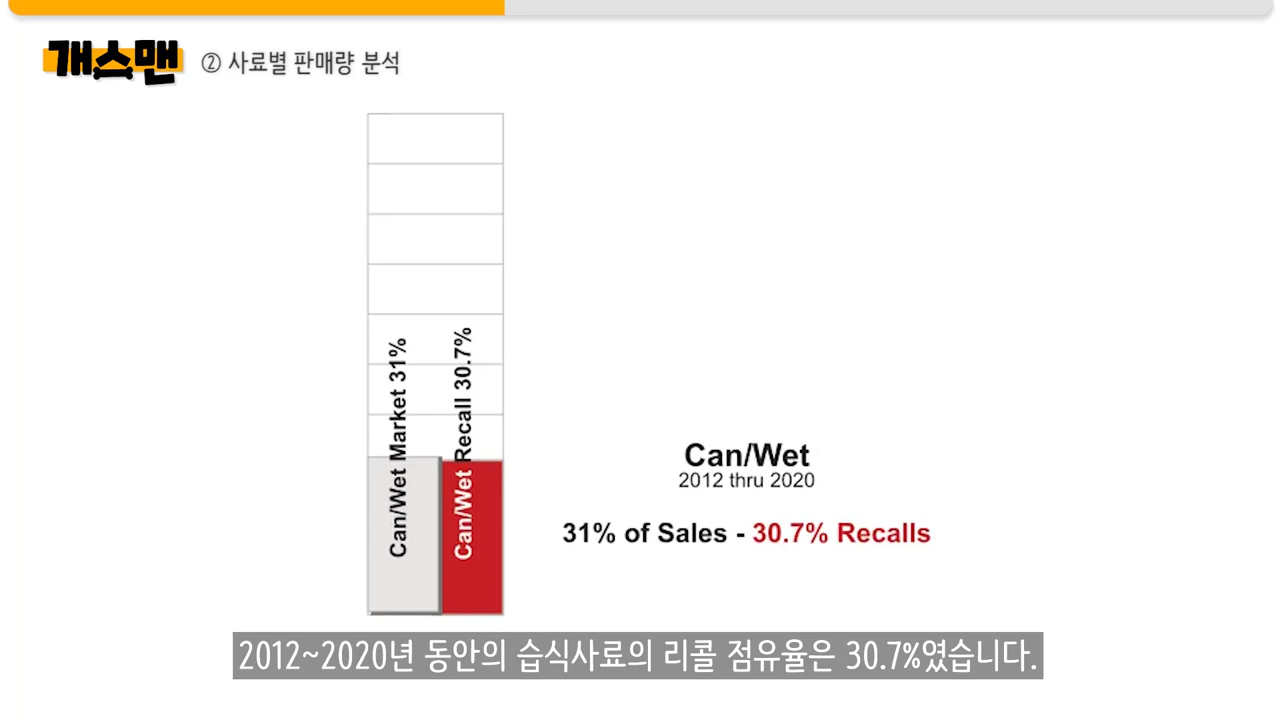 개스맨
② 사료별 판매량 분석
Can/Wet Market 31%
Can/Wet Recall 30.7%
Can/Wet
2012 thru 2020
31% of Sales - 30.7% Recalls
2012~2020년 동안의 습식사료의 리콜 점유율은 30.7%였습니다.